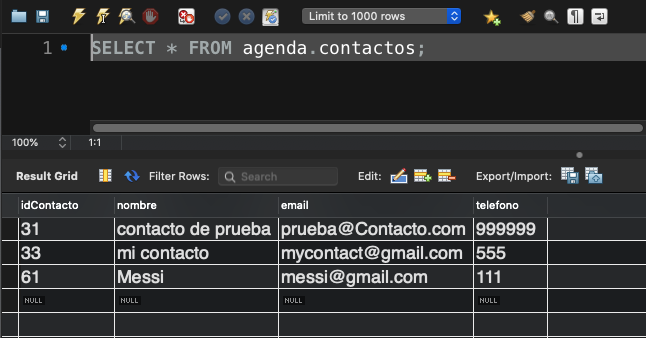 Limit to 1000 rows
1 SELECT * FROM agenda.contactos;
100% 1:1
Result Grid Filter Rows: Search Edit: Export/Import:
idContacto nombre email telefono
31 contacto de prueba prueba@Contacto.com 999999
33 mi contacto mycontact@gmail.com 555
61 Messi messi@gmail.com 111
NULL NULL NULL NULL